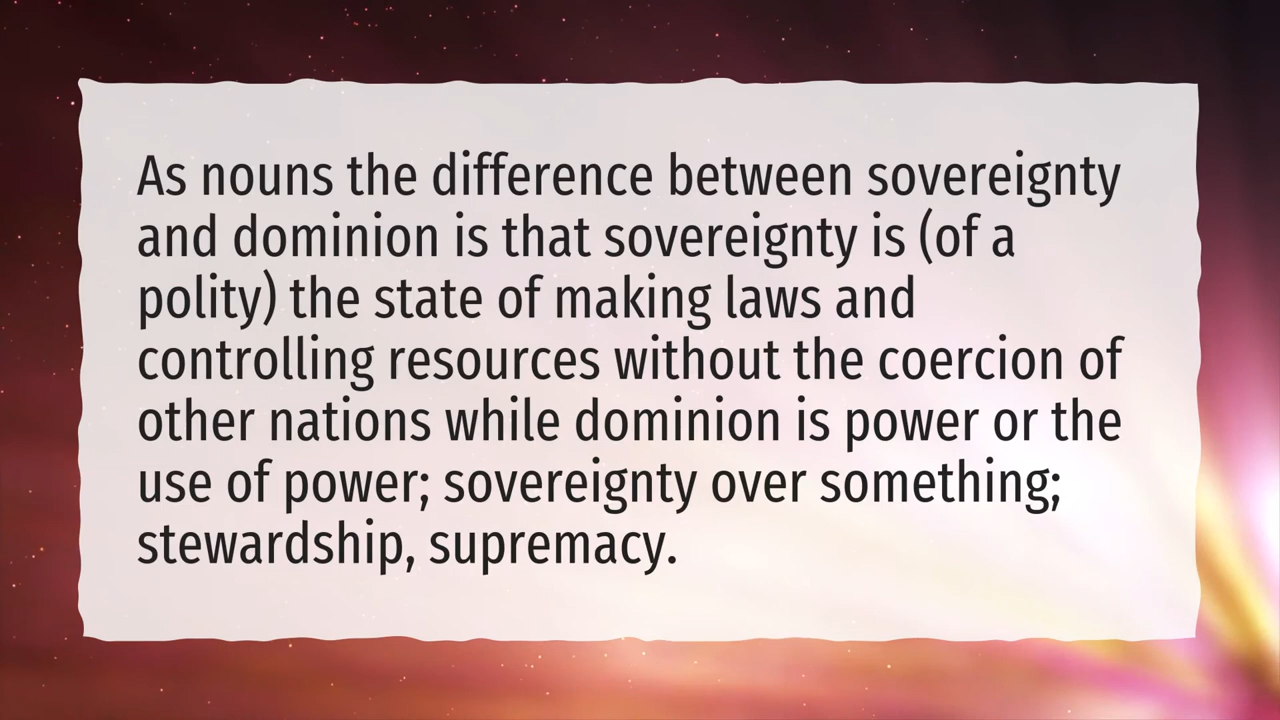 As nouns the difference between sovereignty
and dominion is that sovereignty is (of a
polity) the state of making laws and
controlling resources without the coercion of
other nations while dominion is power or the
use of power; sovereignty over something;
stewardship, supremacy.